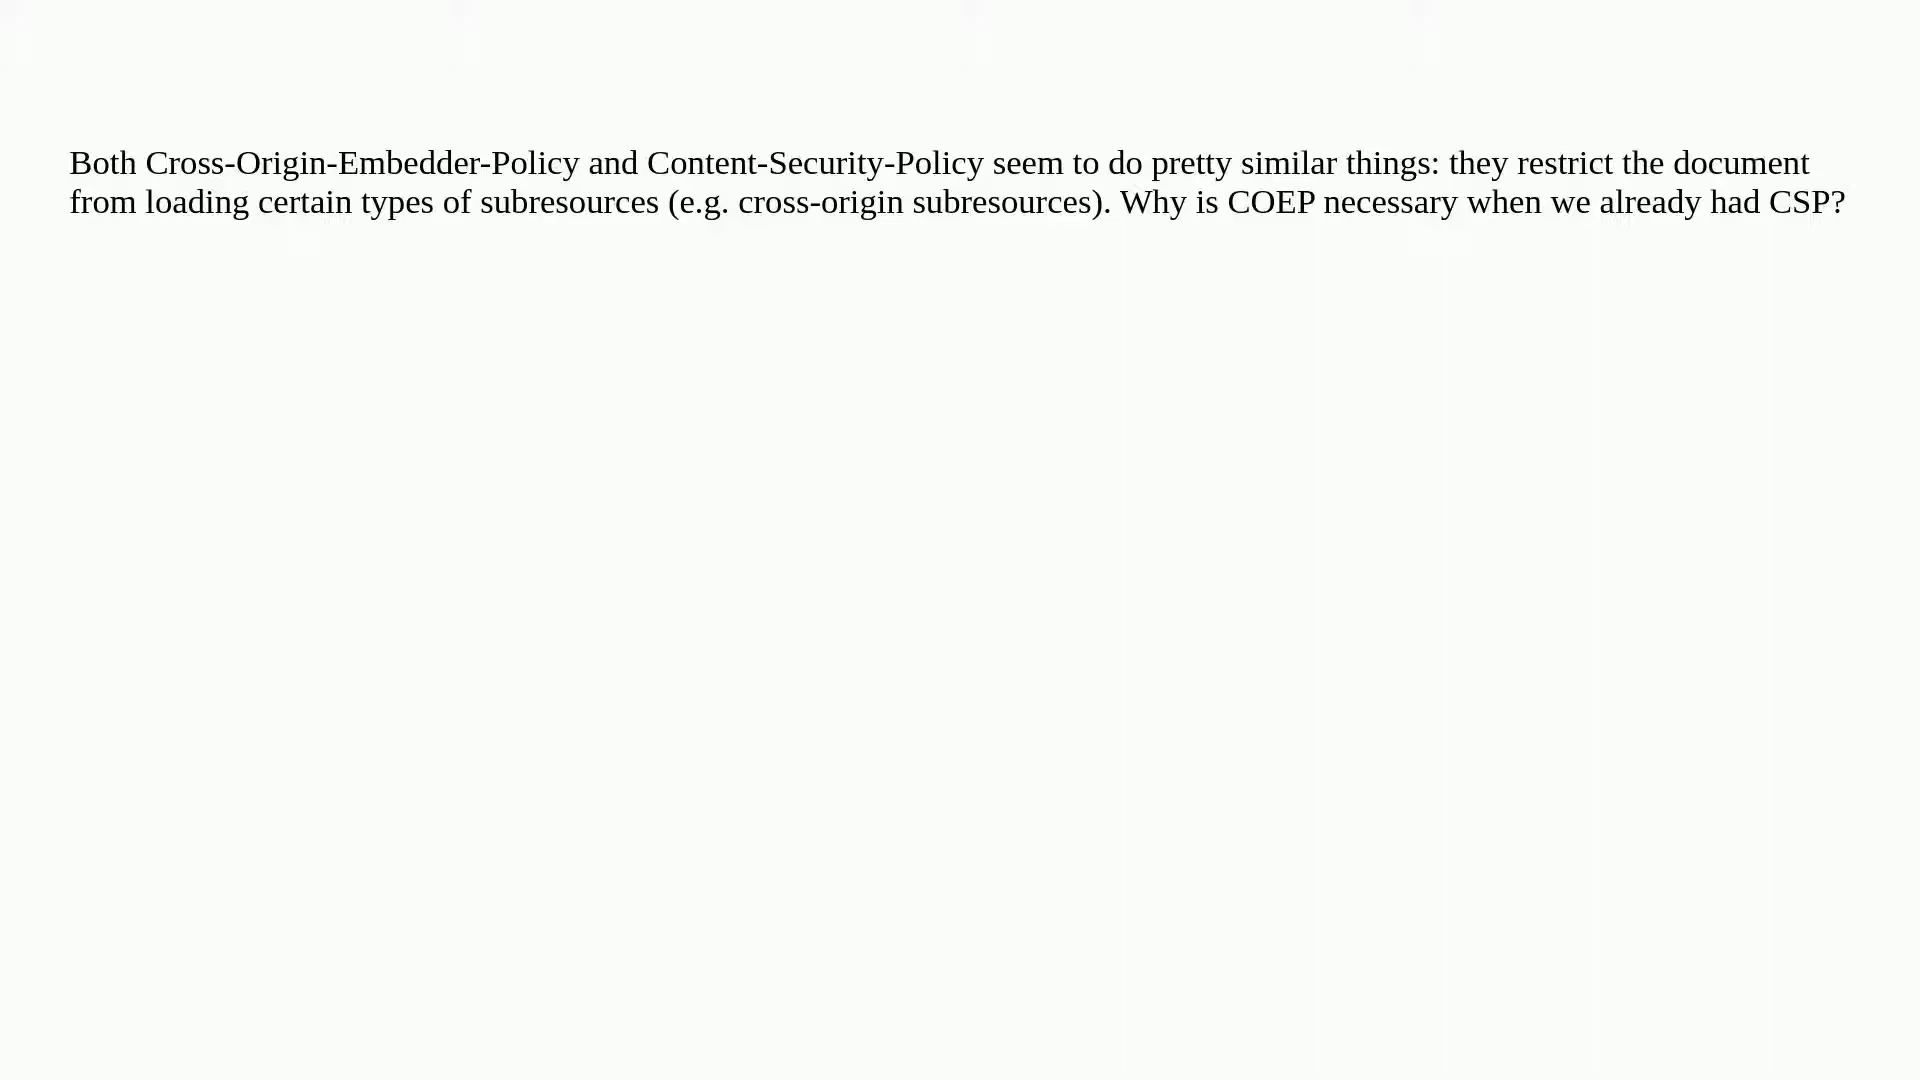 Both Cross-Origin-Embedder-Policy and Content-Security-Policy seem to do pretty similar things: they restrict the document
from loading certain types of subresources (e.g. cross-origin subresources). Why is COEP necessary when we already had CSP?